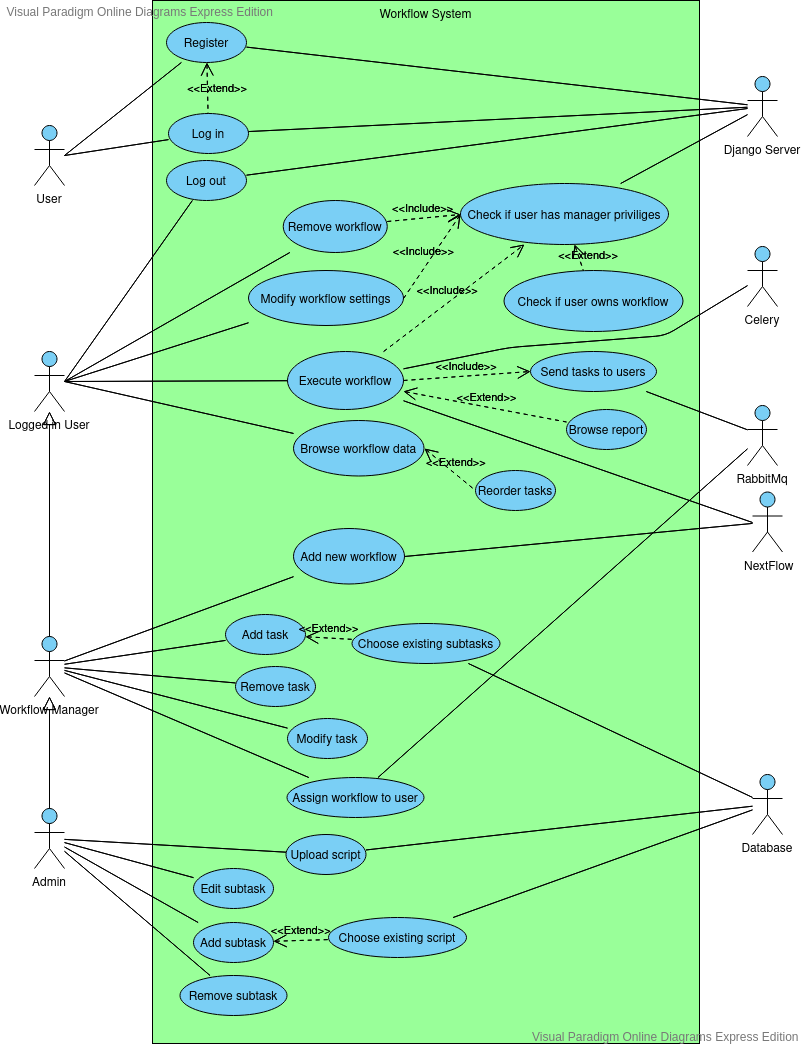 Visual Paradigm Online Diagrams Express Edition
Workflow System
Register
<<Extend>>
Log in
Log out
User
Django Server
Remove workflow
<<Include>>
Check if user has manager priviliges
<<Include>>
<<Extend>>
Modify workflow settings
<<Include>>
Check if user owns workflow
Celery
Execute workflow
<<Include>>
Send tasks to users
<<Extend>>
Browse report
Logged in User
Browse workflow data
<<Extend>>
Reorder tasks
RabbitMq
NextFlow
Add new workflow
Add task
<<Extend>>
Choose existing subtasks
Remove task
Workflow Manager
Modify task
Assign workflow to user
Database
Upload script
Admin
Edit subtask
Add subtask
<<Extend>>
Choose existing script
Remove subtask
Visual Paradigm Online Diagrams Express Edition